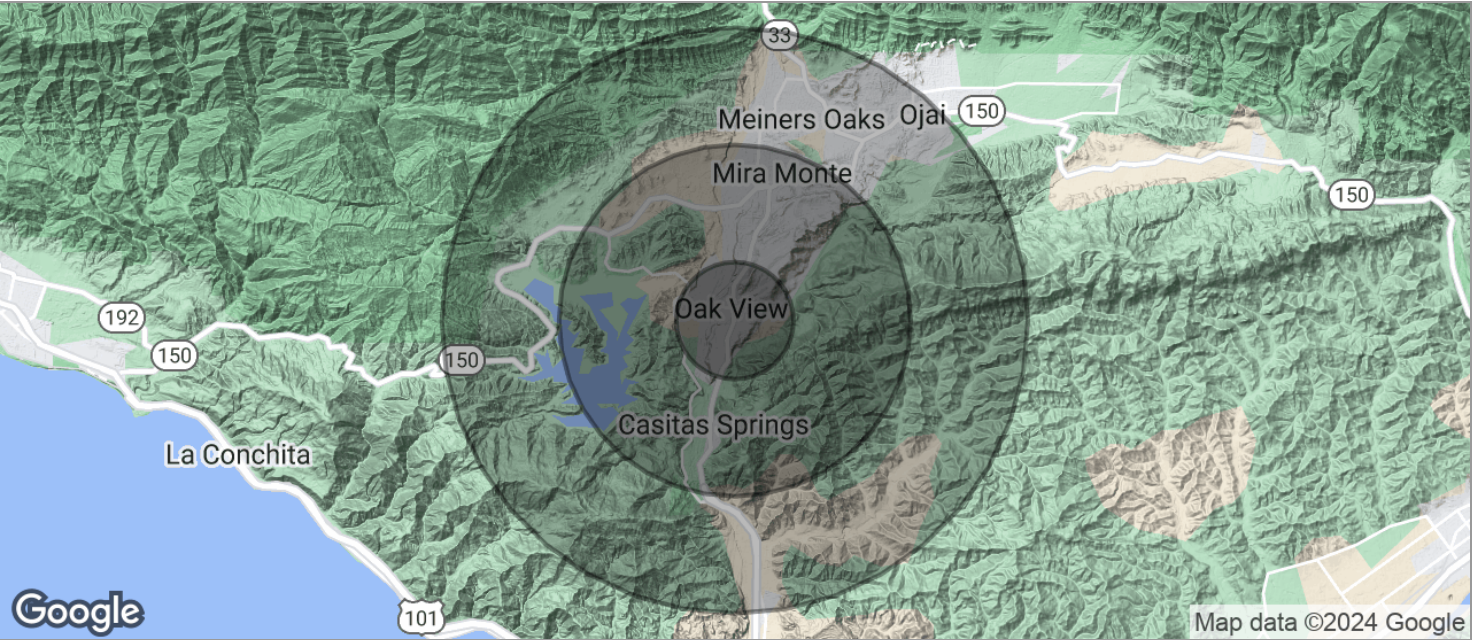 33
Meiners Oaks
Ojai
150
Mira Monte
150
Oak View
192
150
150
Casitas Springs
La Conchita
Google
101
Map data ©2024 Google